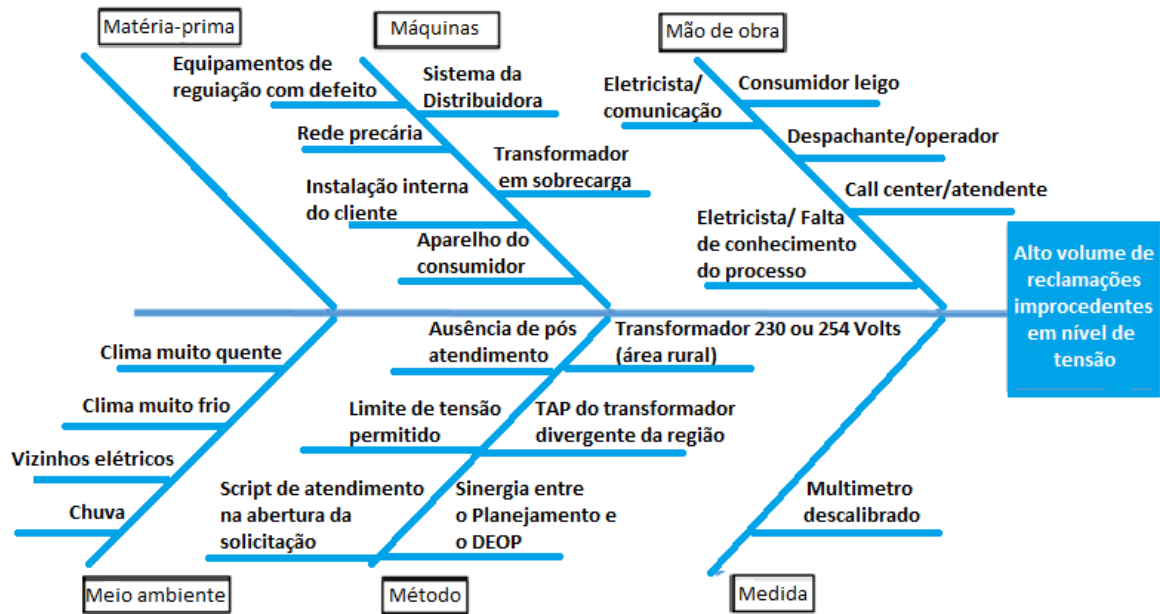 Matéria-prima
Máquinas
Mão de obra
Equipamentos de
reguiação com defeito
Sistema da
Distribuidora
Rede precária
Transformador
em sobrecarga
Instalação interna
do cliente
Aparelho do
consumidor
Eletricista/
comunicação
Consumidor leigo
Despachante/operador
Call center/atendente
Eletricista/ Falta
de conhecimento
do processo
Alto volume de
reclamações
improcedentes
em nível de
tensão
Clima muito quente
Clima muito frio
Vizinhos elétricos
Chuva
Ausência de pós
atendimento
Transformador 230 ou 254 Volts
(área rural)
Limite de tensão
permitido
TAP do transformador
divergente da região
Script de atendimento
na abertura da
solicitação
Sinergia entre
o Planejamento e
o DEOP
Multimetro
descalibrado
Meio ambiente
Método
Medida